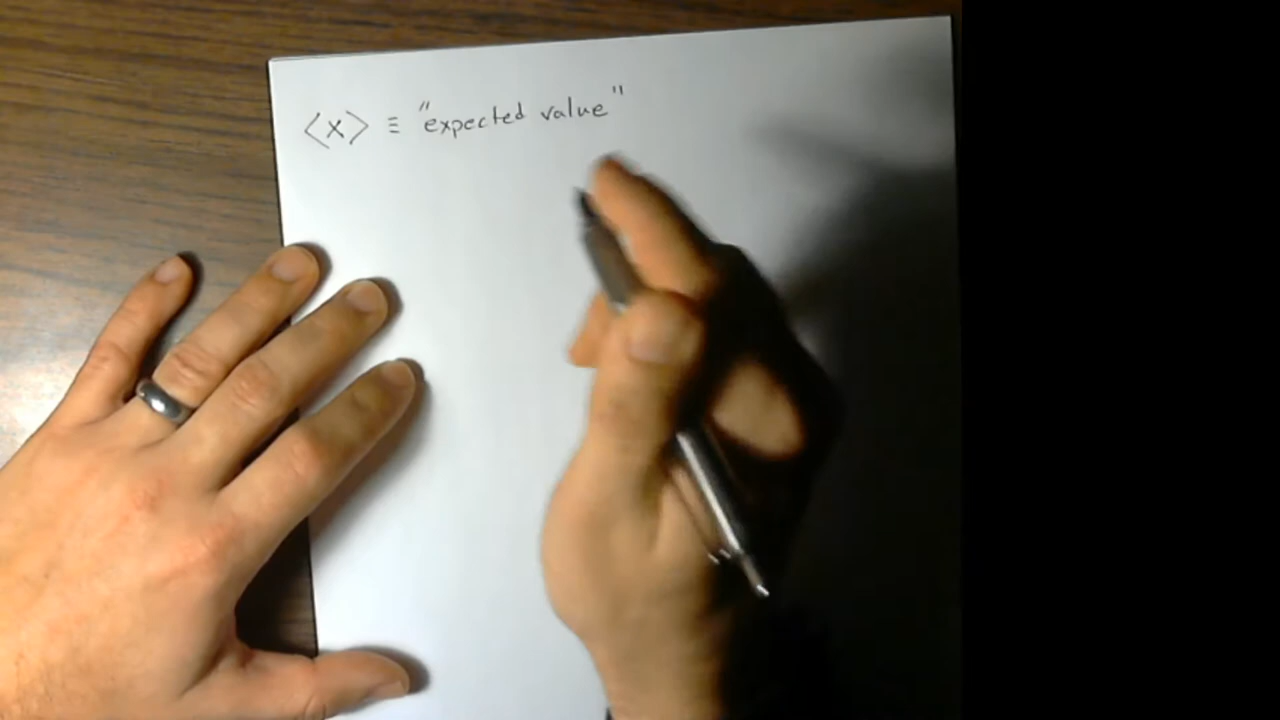 ⟨x⟩ ≡ "expected value"